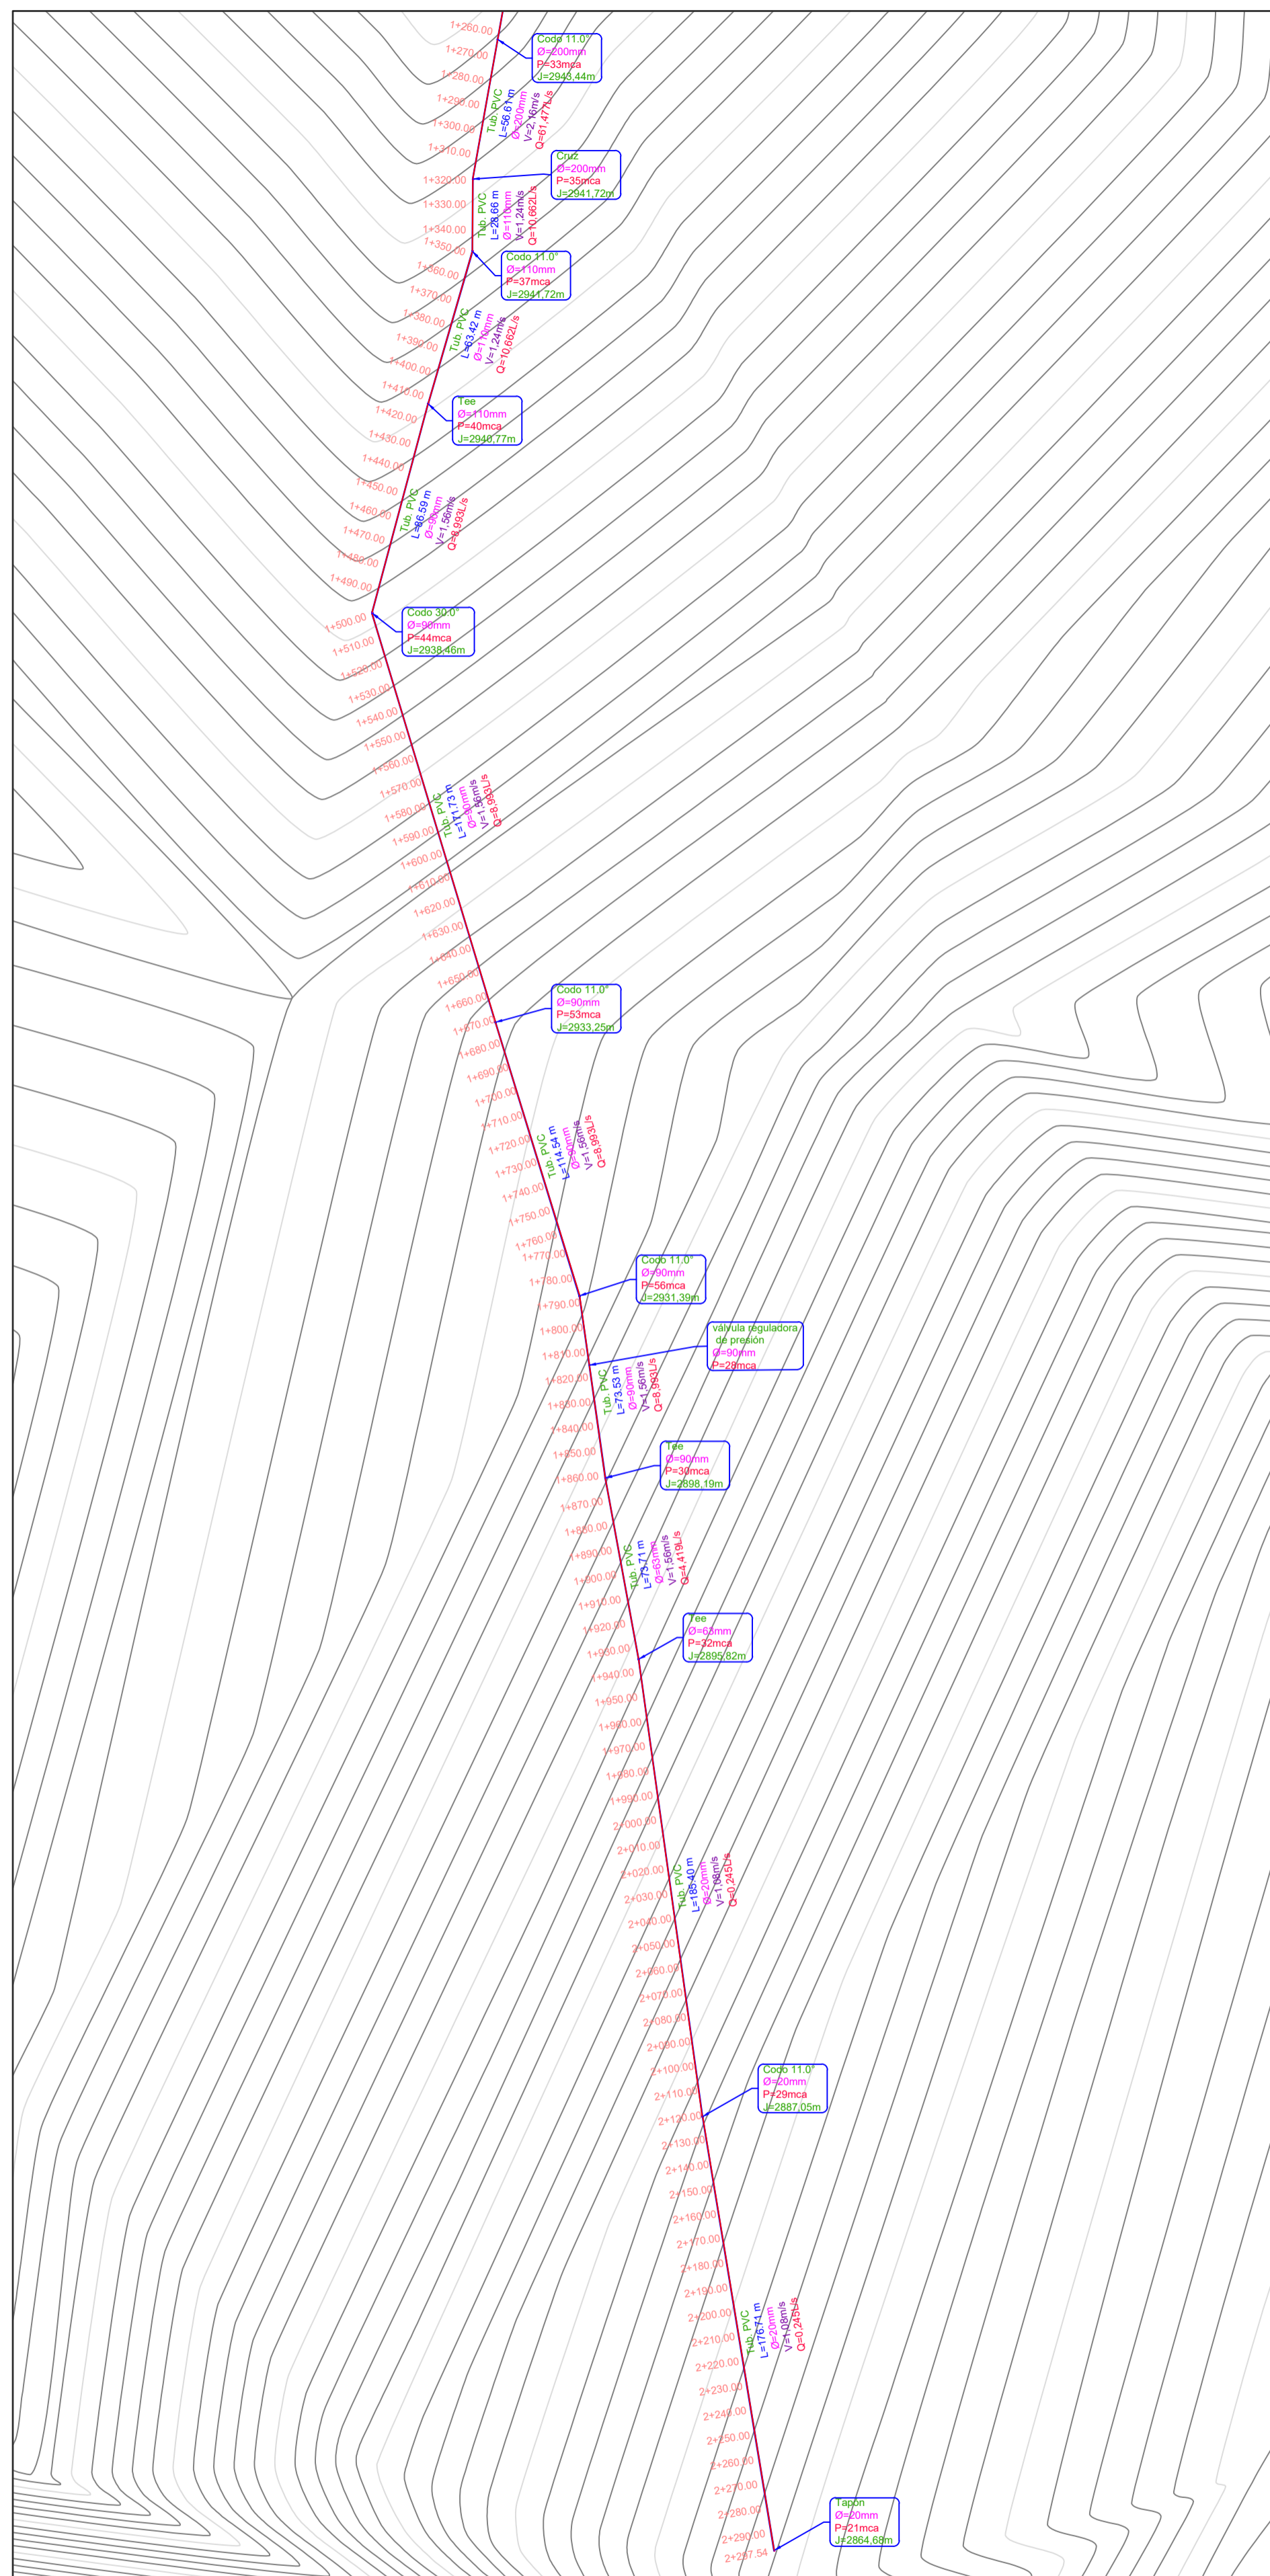 1+260.00
1+270.00
1+280.00
1+290.00
1+300.00
1+310.00
1+320.00
1+330.00
1+340.00
1+350.00
1+360.00
1+370.00
1+380.00
1+390.00
1+400.00
1+410.00
1+420.00
1+430.00
1+440.00
1+450.00
1+460.00
1+470.00
1+480.00
1+490.00
1+500.00
1+510.00
1+520.00
1+530.00
1+540.00
1+550.00
1+560.00
1+570.00
1+580.00
1+590.00
1+600.00
1+610.00
1+620.00
1+630.00
1+640.00
1+650.00
1+660.00
1+670.00
1+680.00
1+690.00
1+700.00
1+710.00
1+720.00
1+730.00
1+740.00
1+750.00
1+760.00
1+770.00
1+780.00
1+790.00
1+800.00
1+810.00
1+820.00
1+830.00
1+840.00
1+850.00
1+860.00
1+870.00
1+880.00
1+890.00
1+900.00
1+910.00
1+920.00
1+930.00
1+940.00
1+950.00
1+960.00
1+970.00
1+980.00
1+990.00
2+000.00
2+010.00
2+020.00
2+030.00
2+040.00
2+050.00
2+060.00
2+070.00
2+080.00
2+090.00
2+100.00
2+110.00
2+120.00
2+130.00
2+140.00
2+150.00
2+160.00
2+170.00
2+180.00
2+190.00
2+200.00
2+210.00
2+220.00
2+230.00
2+240.00
2+250.00
2+260.00
2+270.00
2+280.00
2+290.00
2+297.54
Codo 11.0°
Ø=200mm
P=33mca
J=2943,44m
Tub. PVC
L=56.61 m
Ø=200mm
V=2,16m/s
Q=61,477L/s
Cruz
Ø=200mm
P=35mca
J=2941,72m
Tub. PVC
L=28.66 m
Ø=110mm
V=1,24m/s
Q=10,662L/s
Codo 11.0°
Ø=110mm
P=37mca
J=2941,72m
Tub. PVC
L=63.42 m
Ø=110mm
V=1,24m/s
Q=10,662L/s
Tee
Ø=110mm
P=40mca
J=2940,77m
Tub. PVC
L=86.59 m
Ø=90mm
V=1,56m/s
Q=8,993L/s
Codo 30.0°
Ø=90mm
P=44mca
J=2938,46m
Tub. PVC
L=171.73 m
Ø=90mm
V=1,56m/s
Q=8,993L/s
Codo 11,0°
Ø=90mm
P=53mca
J=2933,25m
Tub. PVC
L=114.54 m
Ø=90mm
V=1,56m/s
Q=8,993L/s
Codo 11.0°
Ø=90mm
P=56mca
J=2931,39m
válvula reguladora
de presión
Ø=90mm
P=28mca
Tub. PVC
L=73.53 m
Ø=90mm
V=1,56m/s
Q=8,993L/s
Tee
Ø=90mm
P=30mca
J=2898,19m
Tub. PVC
L=73.71 m
Ø=63mm
V=1,56m/s
Q=4,419L/s
Tee
Ø=63mm
P=32mca
J=2895,82m
Tub. PVC
L=185.40 m
Ø=20mm
V=1,08m/s
Q=0,245L/s
Codo 11.0°
Ø=20mm
P=29mca
J=2887,05m
Tub. PVC
L=176.71 m
Ø=20mm
V=1,08m/s
Q=0,245L/s
Tapón
Ø=20mm
P=21mca
J=2864,68m